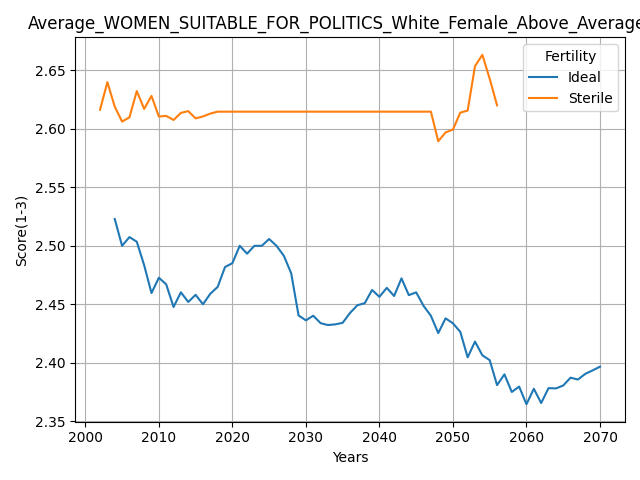 Average_WOMEN_SUITABLE_FOR_POLITICS_White_Female_Above_Average
Fertility
Ideal
Sterile
Score(1-3)
2.65
2.60
2.55
2.50
2.45
2.40
2.35
2000 2010 2020 2030 2040 2050 2060 2070
Years